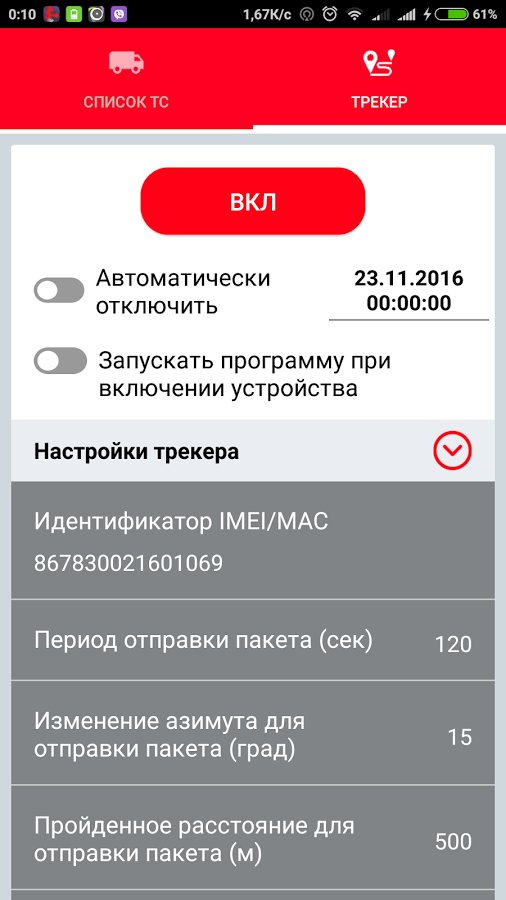 0:10
1,67K/c
61%
СПИСОК ТС
ТРЕКЕР
ВКЛ
Автоматически
отключить
23.11.2016
00:00:00
Запускать программу при
включении устройства
Настройки трекера
Идентификатор IMEI/MAC
867830021601069
Период отправки пакета (сек)
120
Изменение азимута для
отправки пакета (град)
15
Пройденное расстояние для
отправки пакета (м)
500